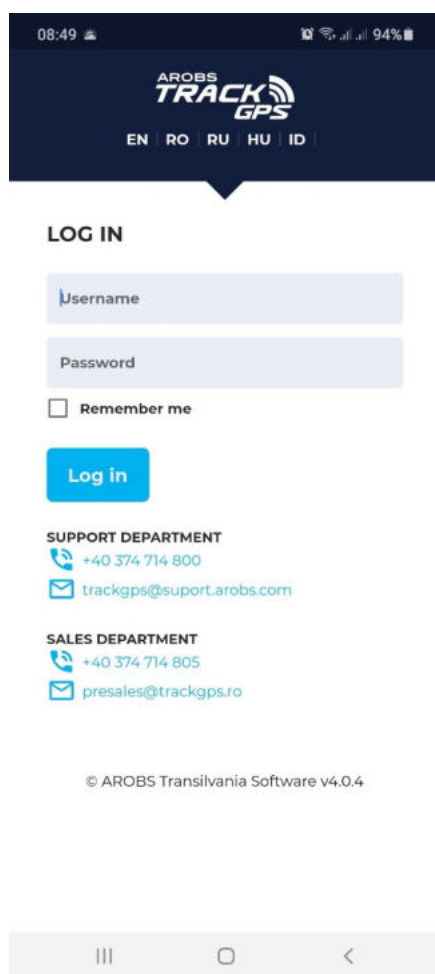 08:49 94%
AROBS
TRACK
GPS
EN RO RU HU ID
LOG IN
Username
Password
Remember me
Log in
SUPPORT DEPARTMENT
+40 374 714 800
trackgps@suport.arobs.com
SALES DEPARTMENT
+40 374 714 805
presales@trackgps.ro
© AROBS Transilvania Software v4.0.4